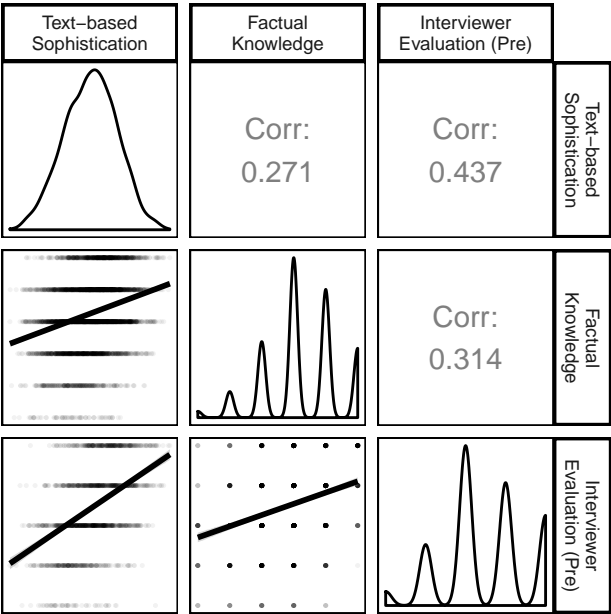 Text−based
Sophistication
Factual
Knowledge
Interviewer
Evaluation (Pre)
Corr:
0.271
Corr:
0.437
Text−based
Sophistication
Corr:
0.314
Factual
Knowledge
Interviewer
Evaluation (Pre)